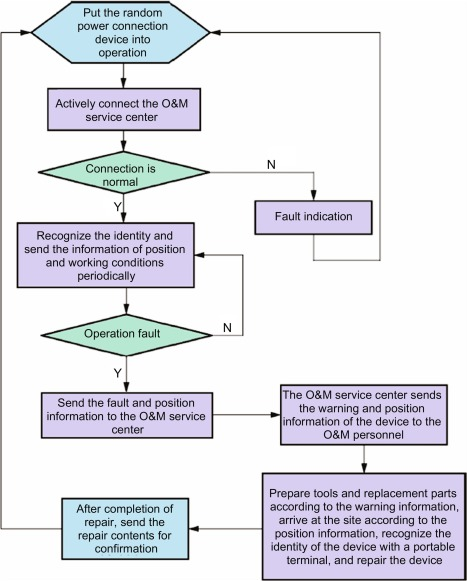 Put the random
power connection
device into
operation
Actively connect the O&M
service center
Connection is
normal
N
Y
Fault indication
Recognize the identity and
send the information of position
and working conditions
periodically
Operation fault
N
Y
Send the fault and position
information to the O&M service
center
The O&M service center sends
the warning and position
information of the device to the
O&M personnel
Prepare tools and replacement parts
according to the warning information,
arrive at the site according to the
position information, recognize the
identity of the device with a portable
terminal, and repair the device
After completion of
repair, send the
repair contents for
confirmation